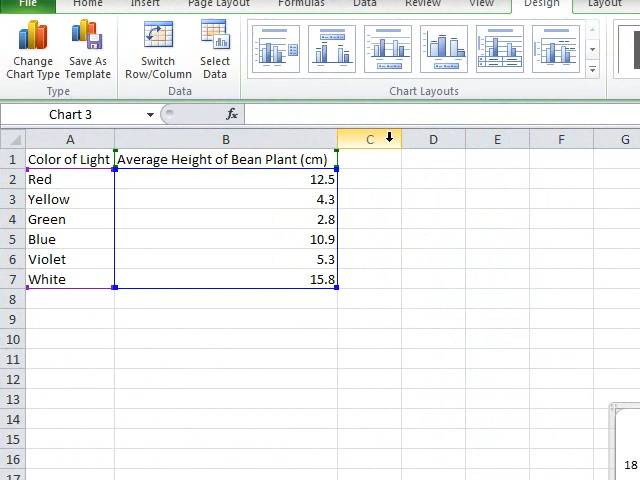 File Home Insert Page Layout Formulas Data Review View Design Layout
Change Chart Type Save As Template Switch Row/Column Select Data
Type Data Chart Layouts
Chart 3 fx
A B C D E F G
1 Color of Light Average Height of Bean Plant (cm)
2 Red 12.5
3 Yellow 4.3
4 Green 2.8
5 Blue 10.9
6 Violet 5.3
7 White 15.8
8
9
10
11
12
13
14
15
16 18
17